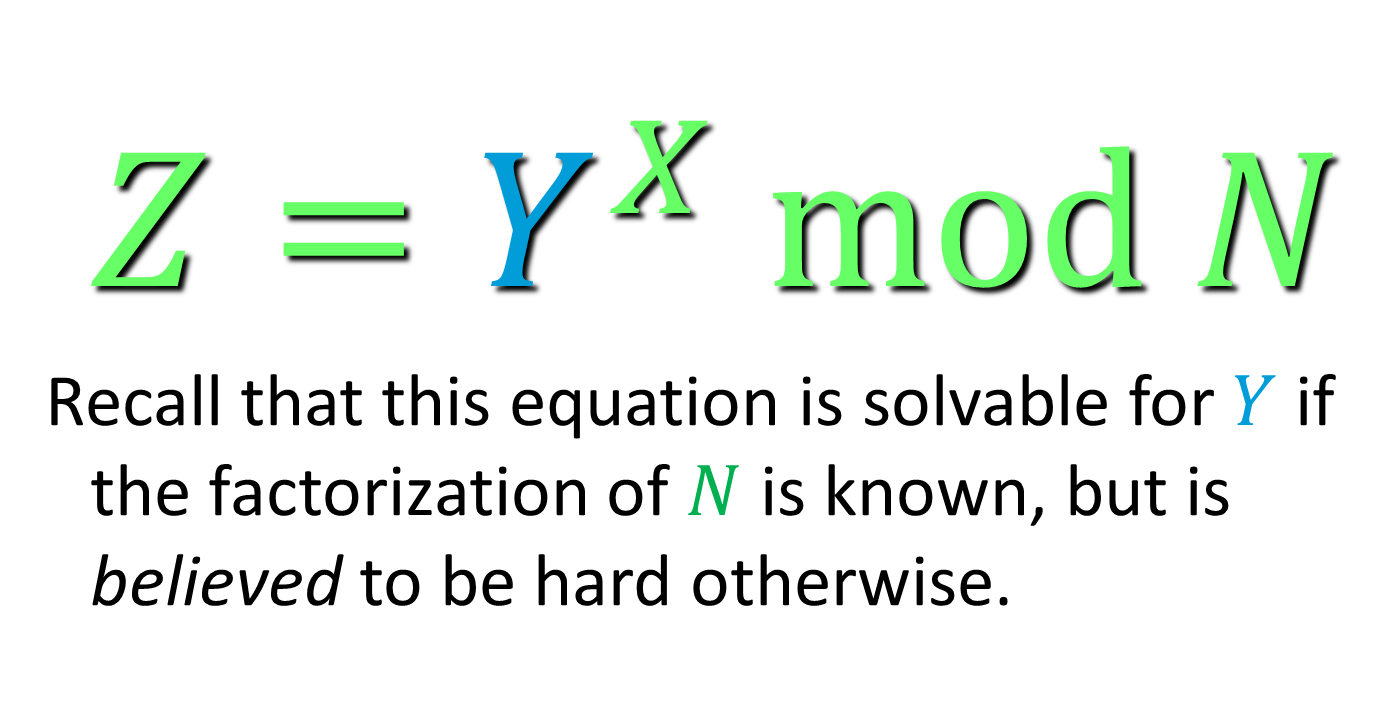 Z = Y^X mod N
Recall that this equation is solvable for Y if
the factorization of N is known, but is
believed to be hard otherwise.